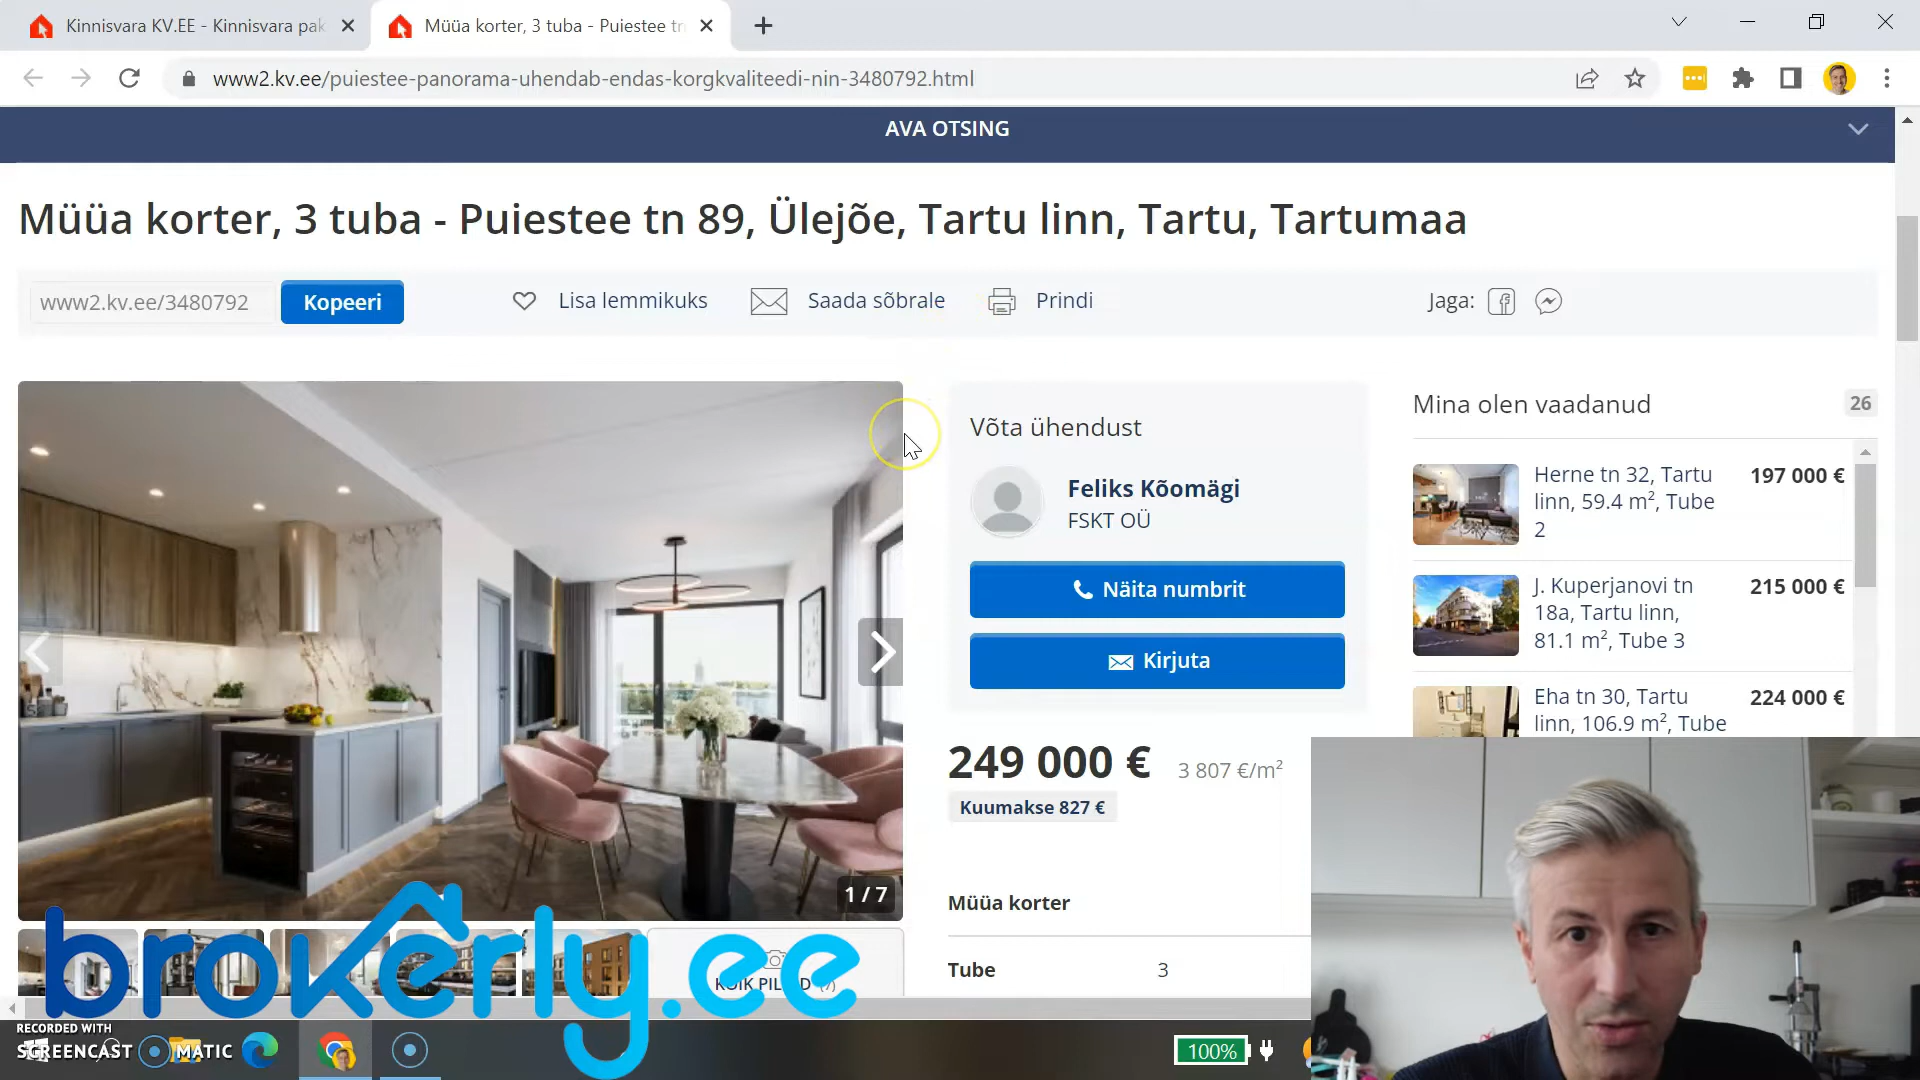 Kinnisvara KV.EE - Kinnisvara pak
Müüa korter, 3 tuba - Puiestee tn
www2.kv.ee/puiestee-panorama-uhendab-endas-korgkvaliteedi-nin-3480792.html
AVA OTSING
Müüa korter, 3 tuba - Puiestee tn 89, Ülejõe, Tartu linn, Tartu, Tartumaa
www2.kv.ee/3480792
Kopeeri
Lisa lemmikuks
Saada sõbrale
Prindi
Jaga:
1 / 7
KÕIK PILDID (7)
Võta ühendust
Feliks Kõomägi
FSKT OÜ
Näita numbrit
Kirjuta
249 000 €
3 807 €/m²
Kuumakse 827 €
Müüa korter
Tube
3
Mina olen vaadanud
26
Herne tn 32, Tartu
linn, 59.4 m², Tube
2
197 000 €
J. Kuperjanovi tn
18a, Tartu linn,
81.1 m², Tube 3
215 000 €
Eha tn 30, Tartu
linn, 106.9 m², Tube
224 000 €
brokerly.ee
RECORDED WITH
SCREENCAST MATIC
100%